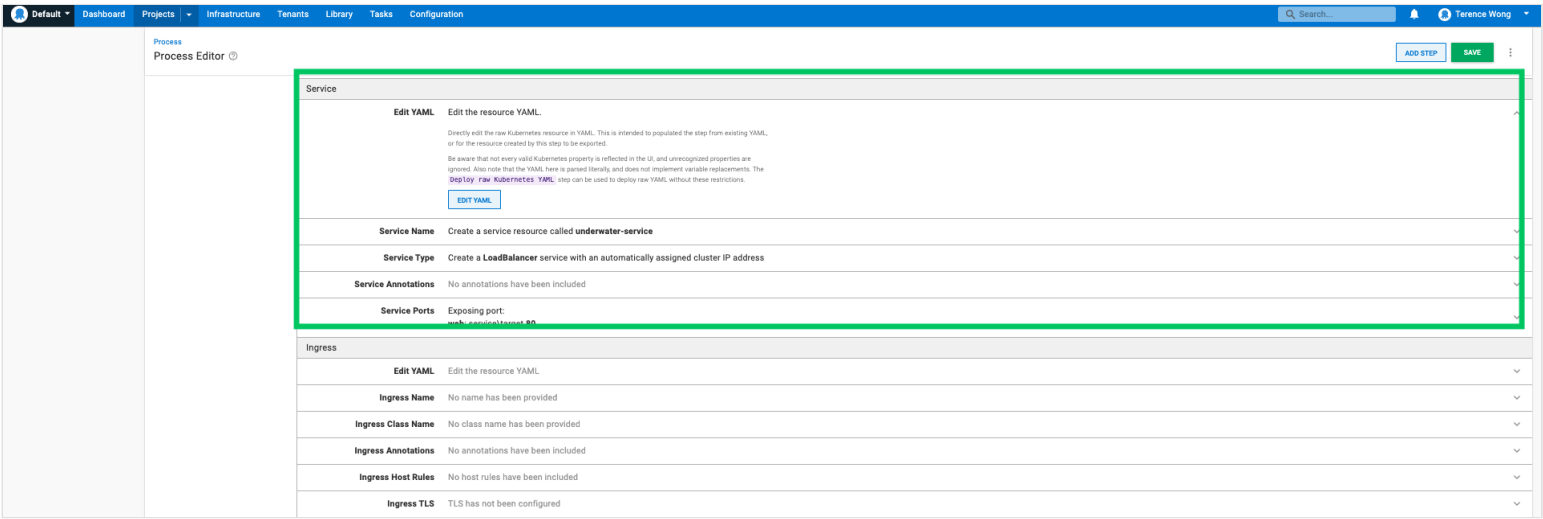 Default Dashboard Projects Infrastructure Tenants Library Tasks Configuration Search... Terence Wong
Process
Process Editor
ADD STEP SAVE
Service
Edit YAML Edit the resource YAML.
Directly edit the raw Kubernetes resource in YAML. This is intended to populated the step from existing YAML,
or for the resource created by this step to be exported.
Be aware that not every valid Kubernetes property is reflected in the UI, and unrecognized properties are
ignored. Also note that the YAML here is parsed literally, and does not implement variable replacements. The
Deploy raw Kubernetes YAML step can be used to deploy raw YAML without these restrictions.
EDIT YAML
Service Name Create a service resource called underwater-service
Service Type Create a LoadBalancer service with an automatically assigned cluster IP address
Service Annotations No annotations have been included
Service Ports Exposing port:
web: service\target 80
Ingress
Edit YAML Edit the resource YAML
Ingress Name No name has been provided
Ingress Class Name No class name has been provided
Ingress Annotations No annotations have been included
Ingress Host Rules No host rules have been included
Ingress TLS TLS has not been configured